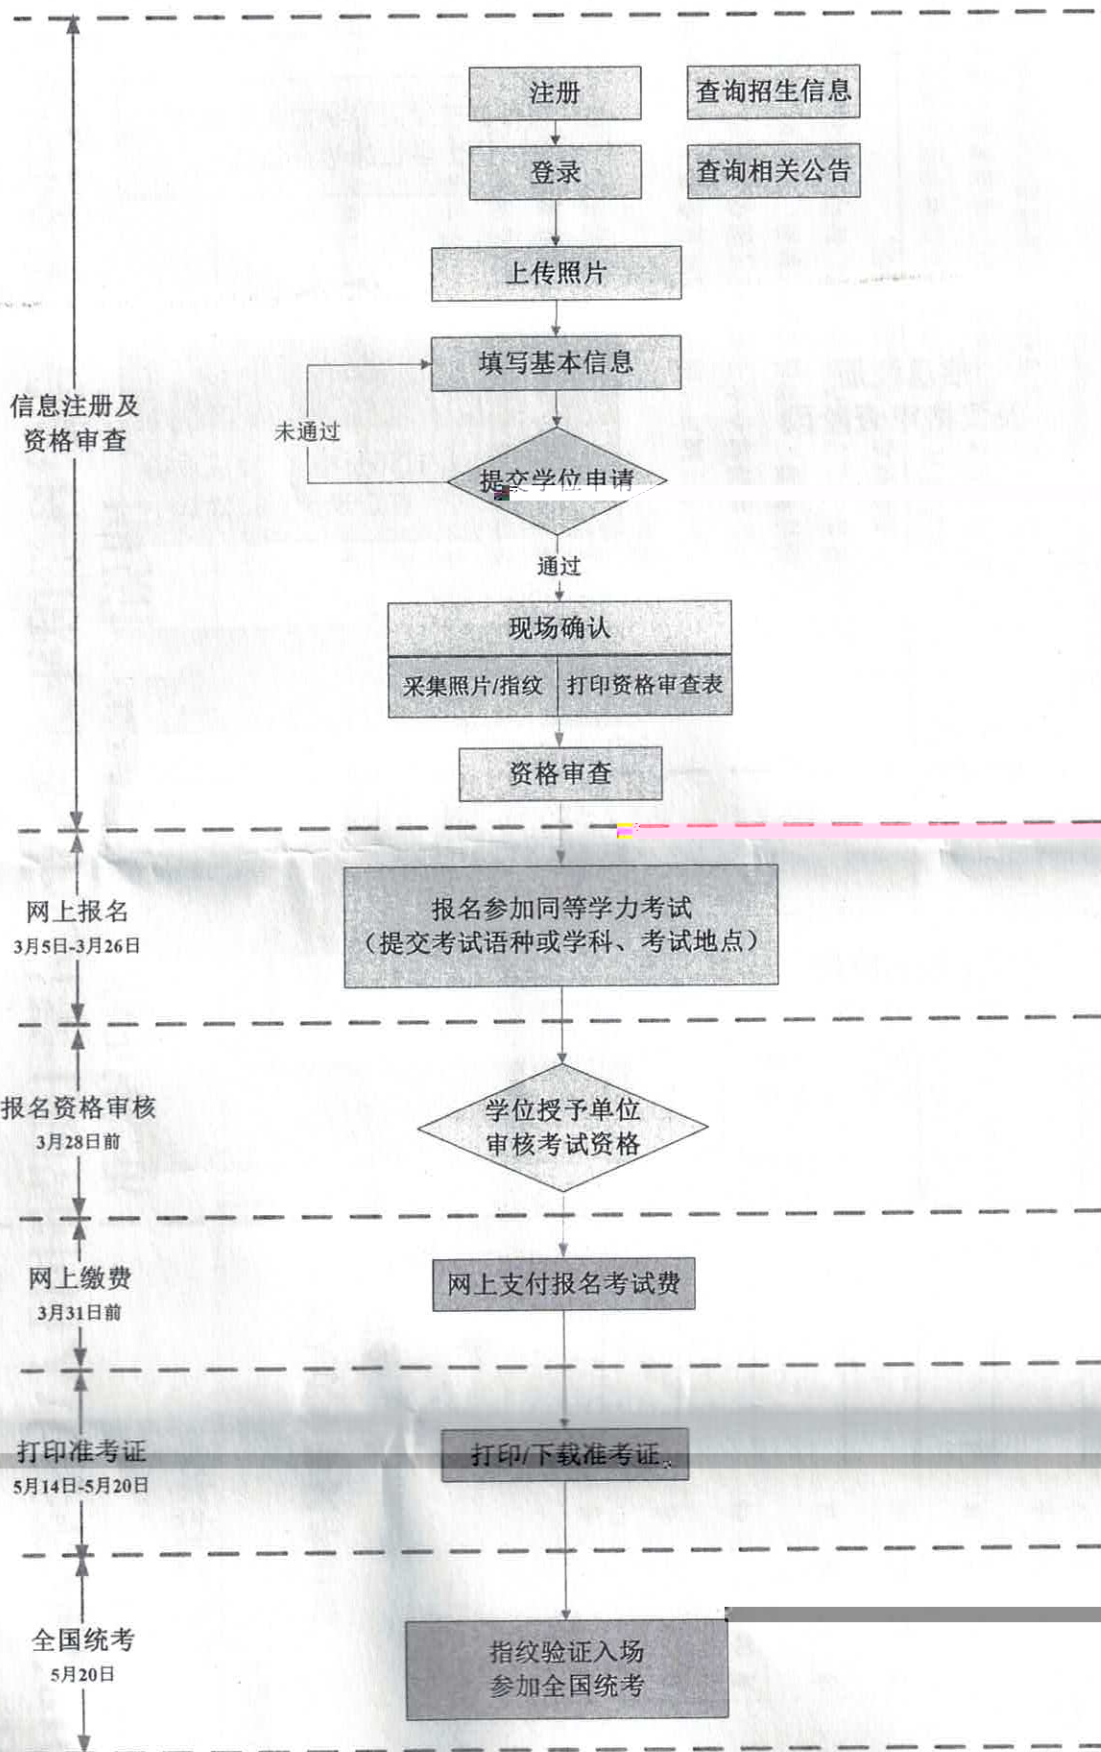 注册
查询招生信息
登录
查询相关公告
上传照片
填写基本信息
信息注册及
资格审查
未通过
提交学位申请
通过
现场确认
采集照片/指纹
打印资格审查表
资格审查
网上报名
3月5日-3月26日
报名参加同等学力考试
（提交考试语种或学科、考试地点）
报名资格审核
3月28日前
学位授予单位
审核考试资格
网上缴费
3月31日前
网上支付报名考试费
打印准考证
5月14日-5月20日
打印/下载准考证
全国统考
5月20日
指纹验证入场
参加全国统考